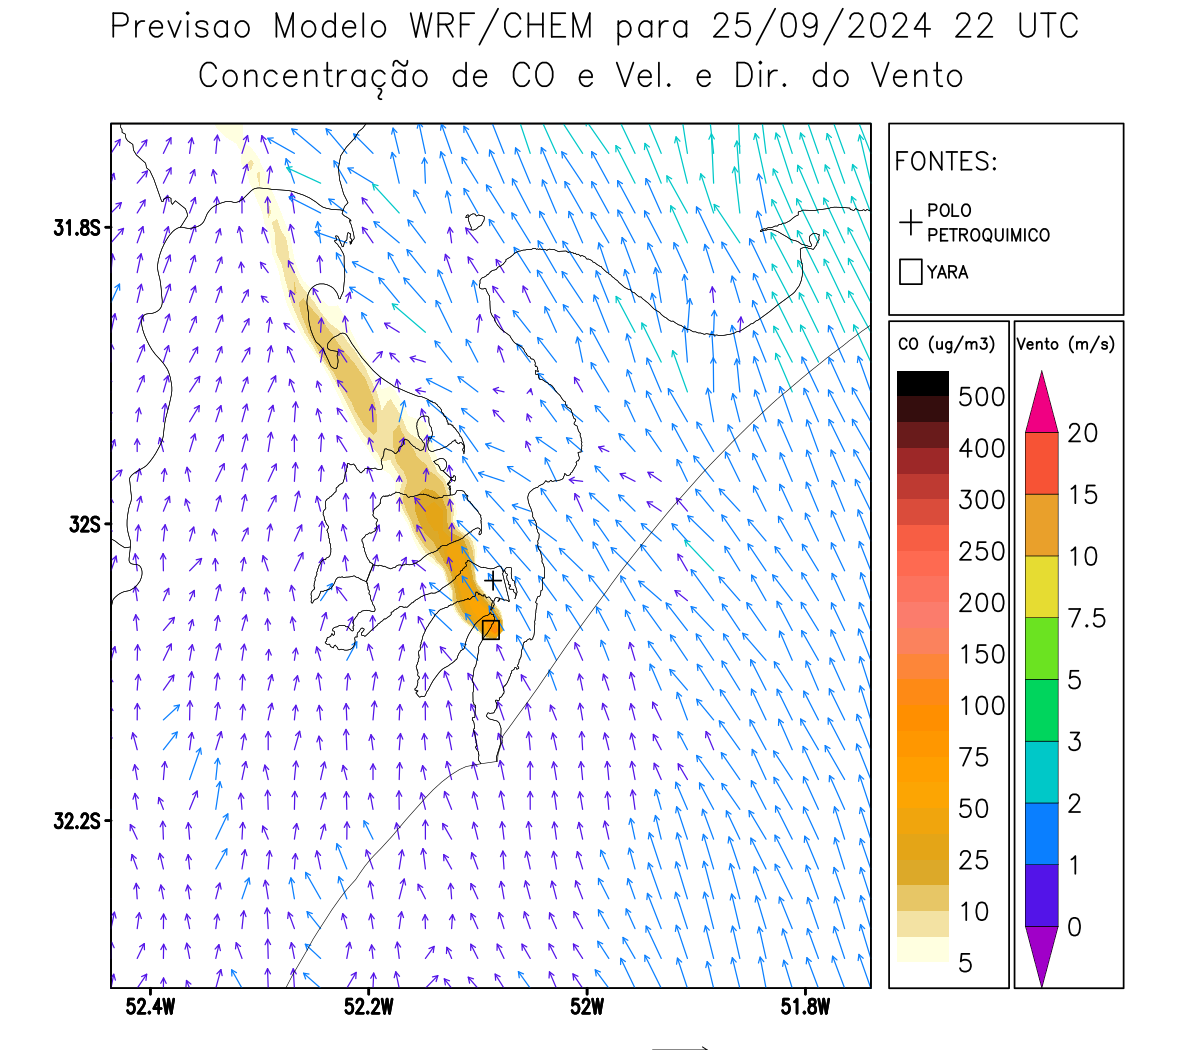 Previsao Modelo WRF/CHEM para 25/09/2024 22 UTC
Concentração de CO e Vel. e Dir. do Vento
FONTES:
POLO
PETROQUIMICO
YARA
CO (ug/m3)
500
400
300
250
200
150
100
75
50
25
10
5
Vento (m/s)
20
15
10
7.5
5
3
2
1
0
31.8S
32S
32.2S
52.4W
52.2W
52W
51.8W